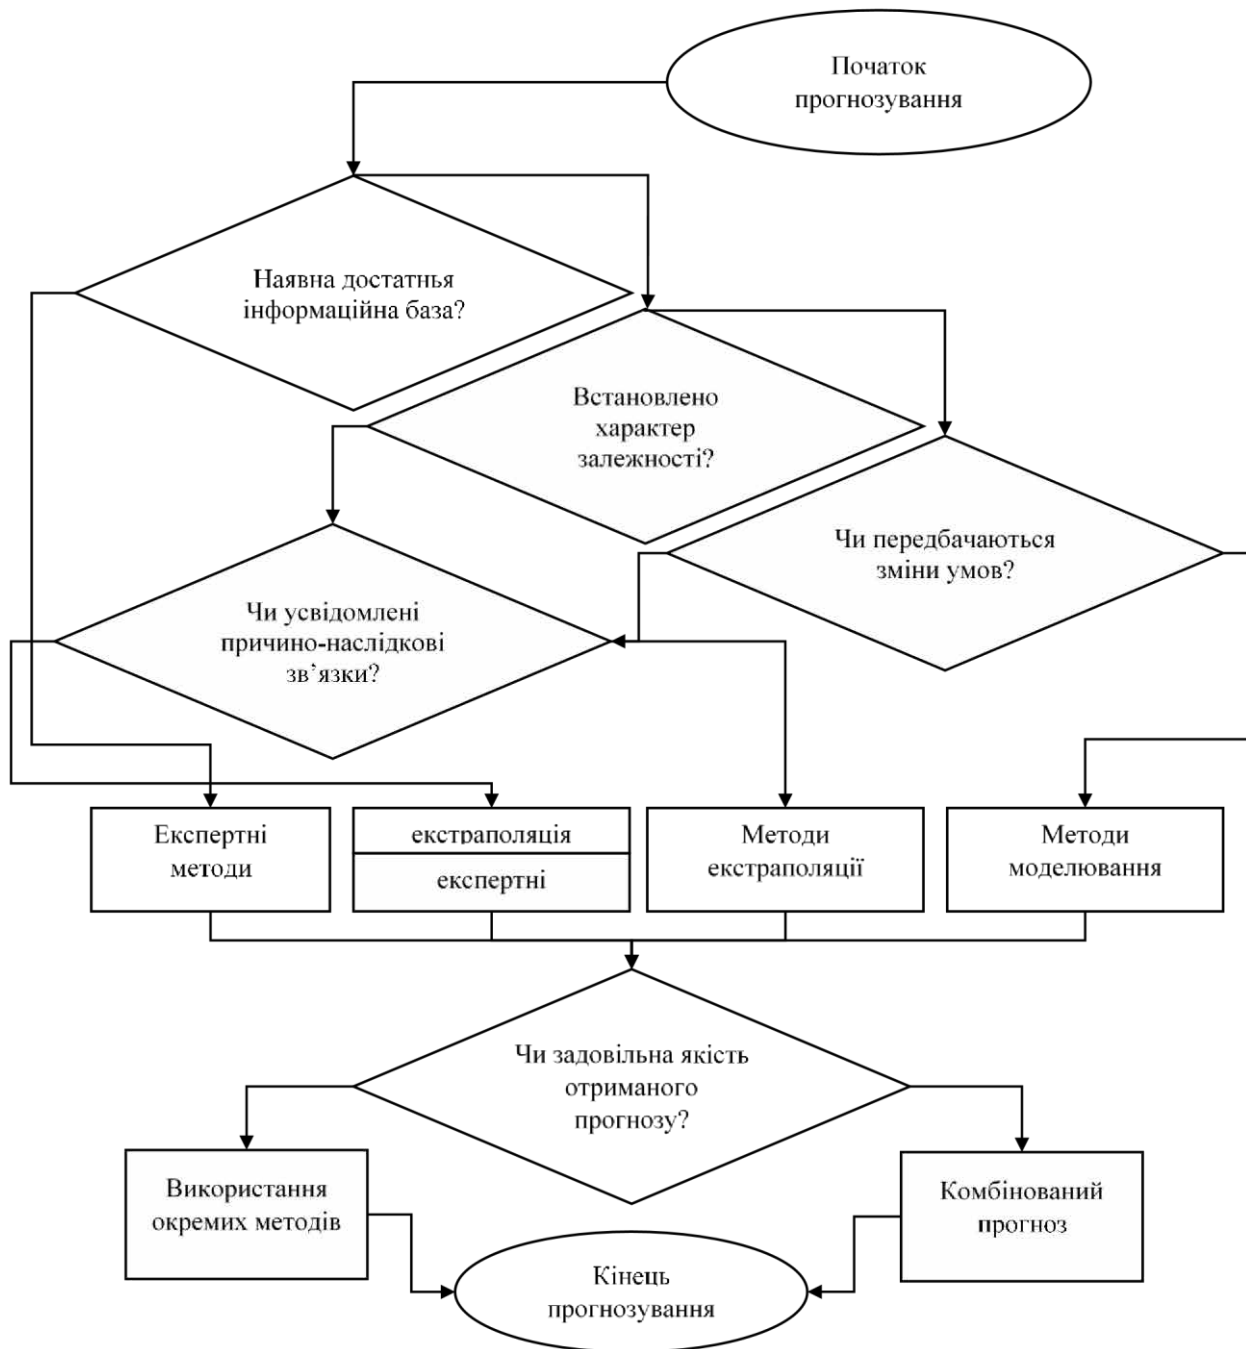 Початок
прогнозування
Наявна достатнья
інформаційна база?
Встановлено
характер
залежності?
Чи передбачаються
зміни умов?
Чи усвідомлені
причино-наслідкові
зв’язки?
Експертні
методи
екстраполяція
експертні
Методи
екстраполяції
Методи
моделювання
Чи задовільна якість
отриманого
прогнозу?
Використання
окремих методів
Комбінований
прогноз
Кінець
прогнозування